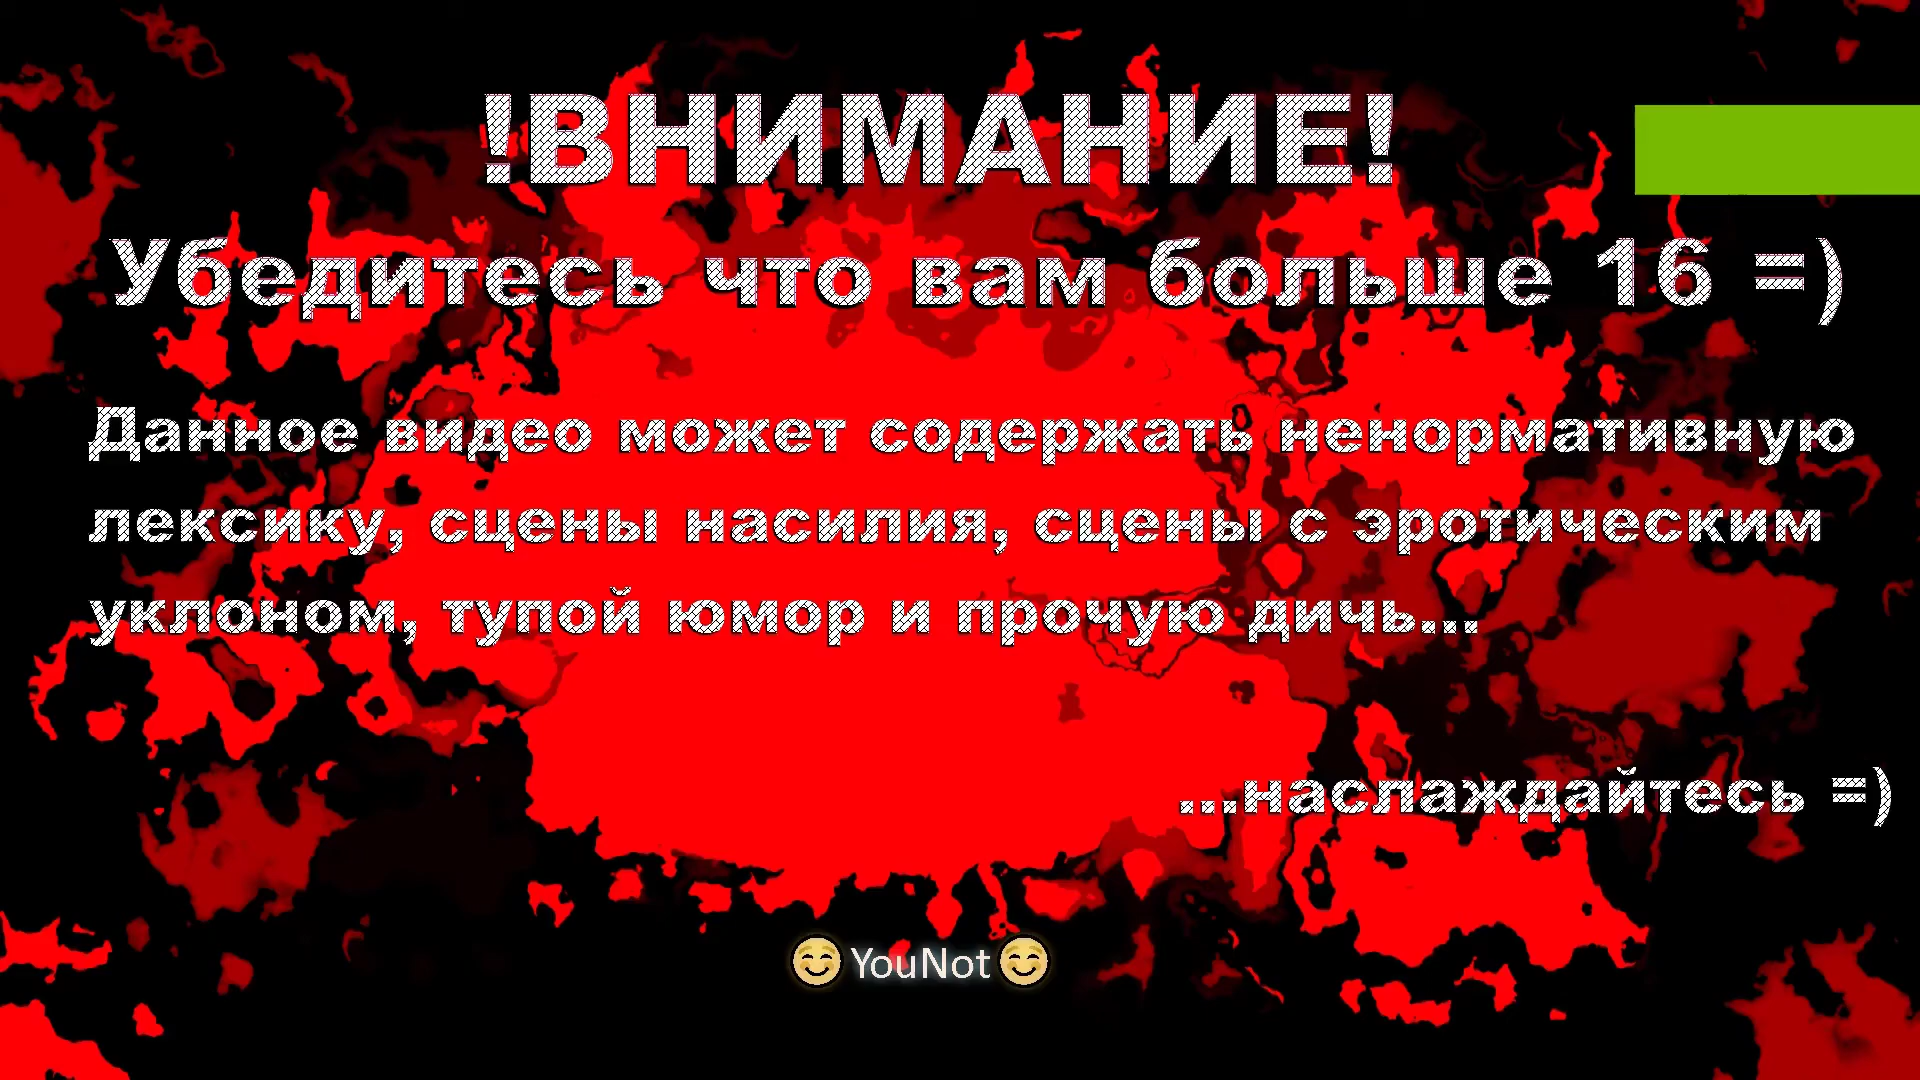 !ВНИМАНИЕ!
Убедитесь что вам больше 16 =)
Данное видео может содержать ненормативную
лексику, сцены насилия, сцены с эротическим
уклоном, тупой юмор и прочую дичь...
...наслаждайтесь =)
😊YouNot😊